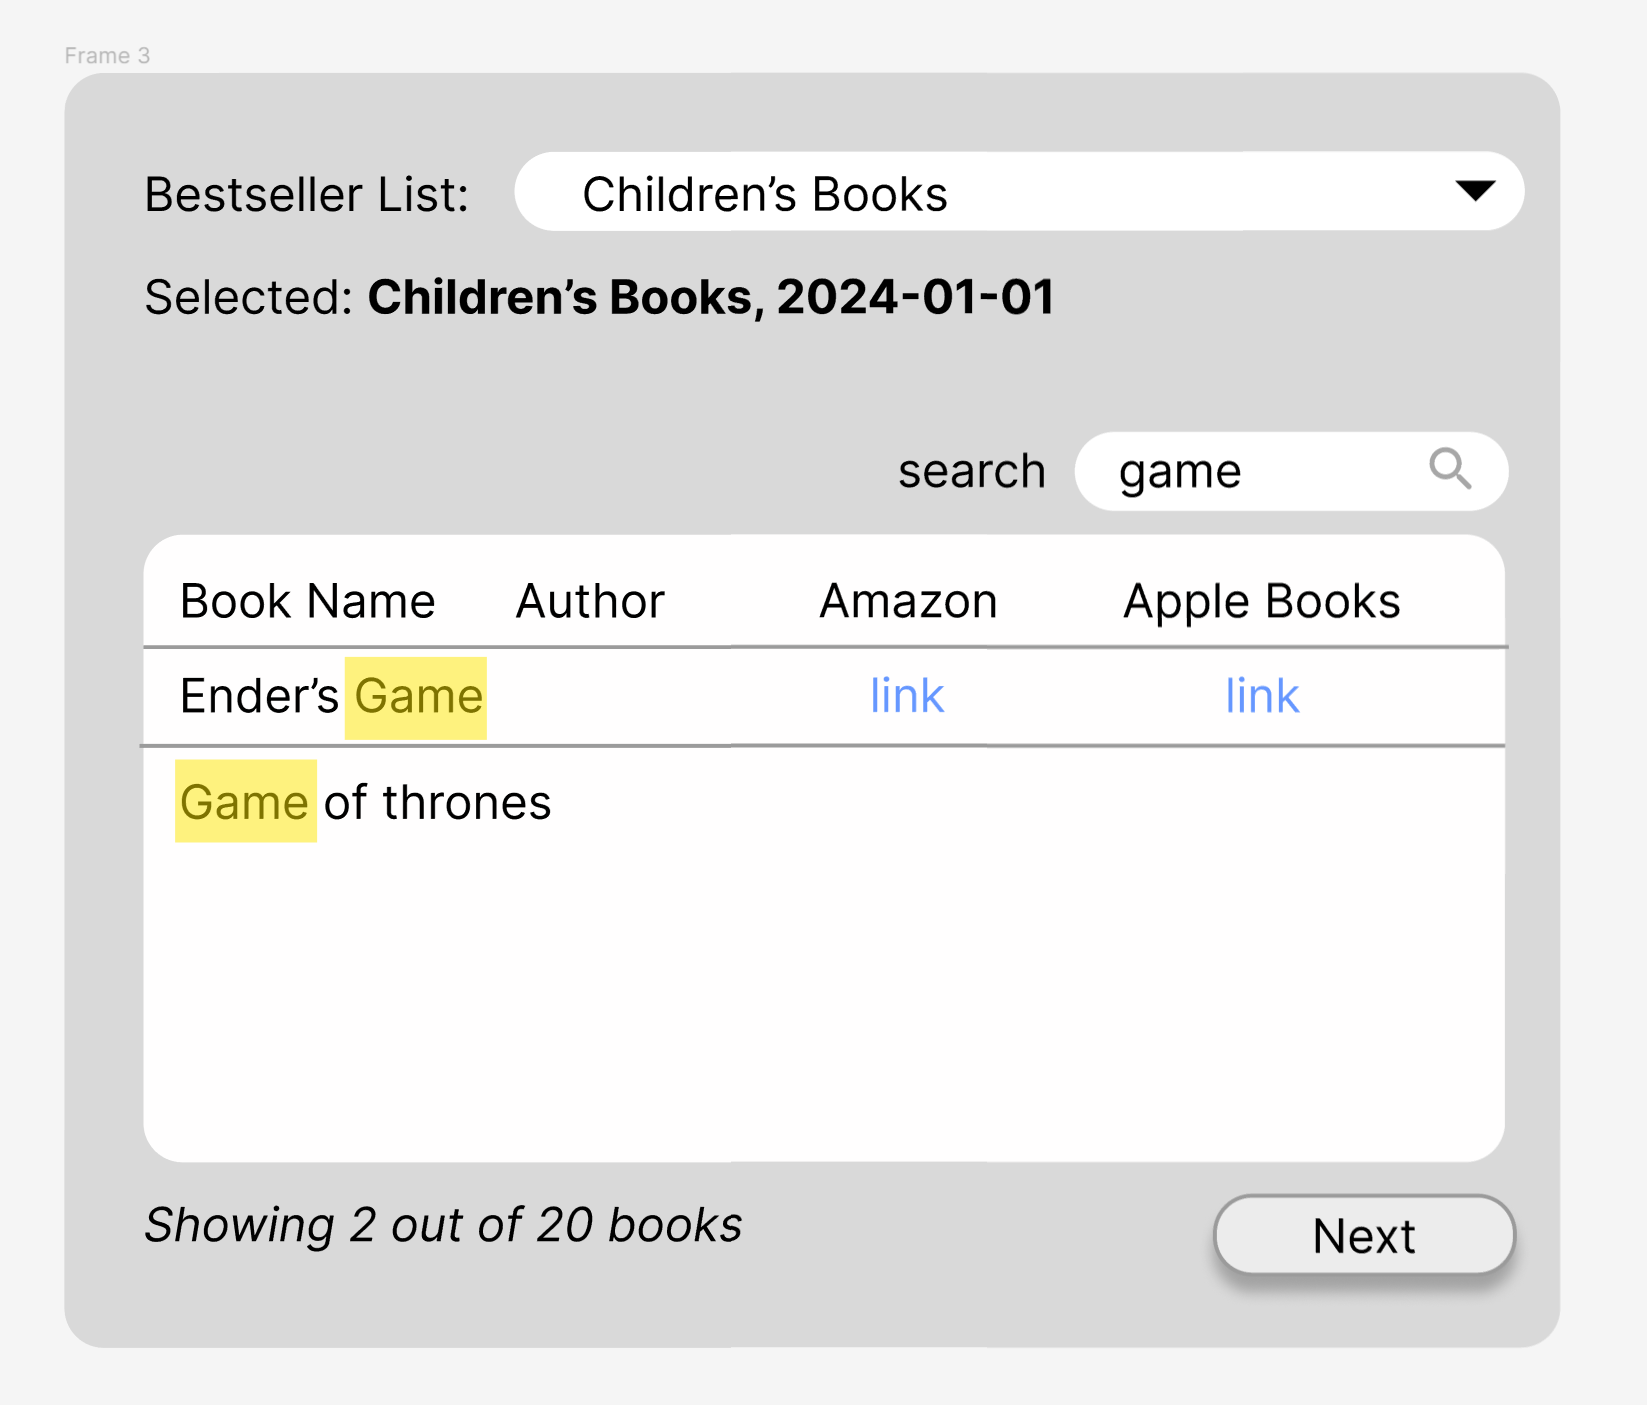 Frame 3
Bestseller List: Children’s Books
Selected: Children’s Books, 2024-01-01
search game
Book Name Author Amazon Apple Books
Ender’s Game link link
Game of thrones
Showing 2 out of 20 books
Next